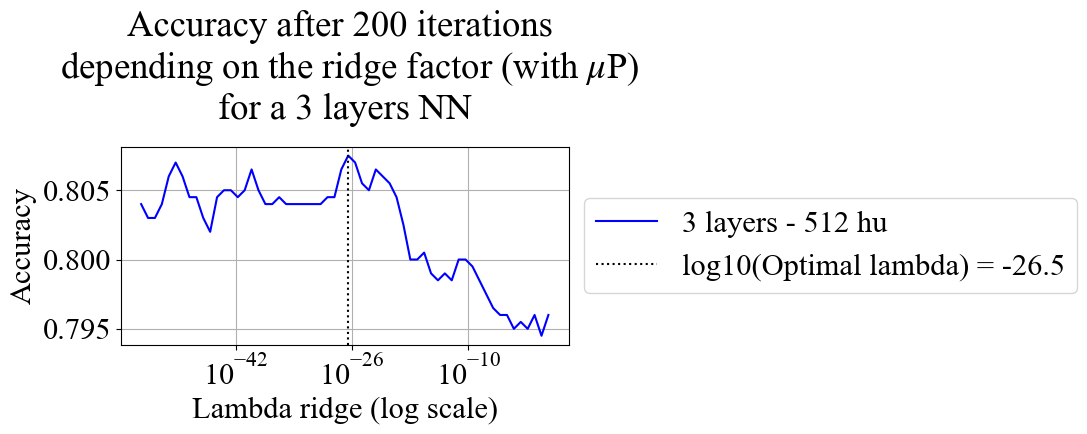 Accuracy after 200 iterations
depending on the ridge factor (with μP)
for a 3 layers NN
Accuracy
0.805
0.800
0.795
10⁻⁴²
10⁻²⁶
10⁻¹⁰
Lambda ridge (log scale)
3 layers - 512 hu
log10(Optimal lambda) = -26.5